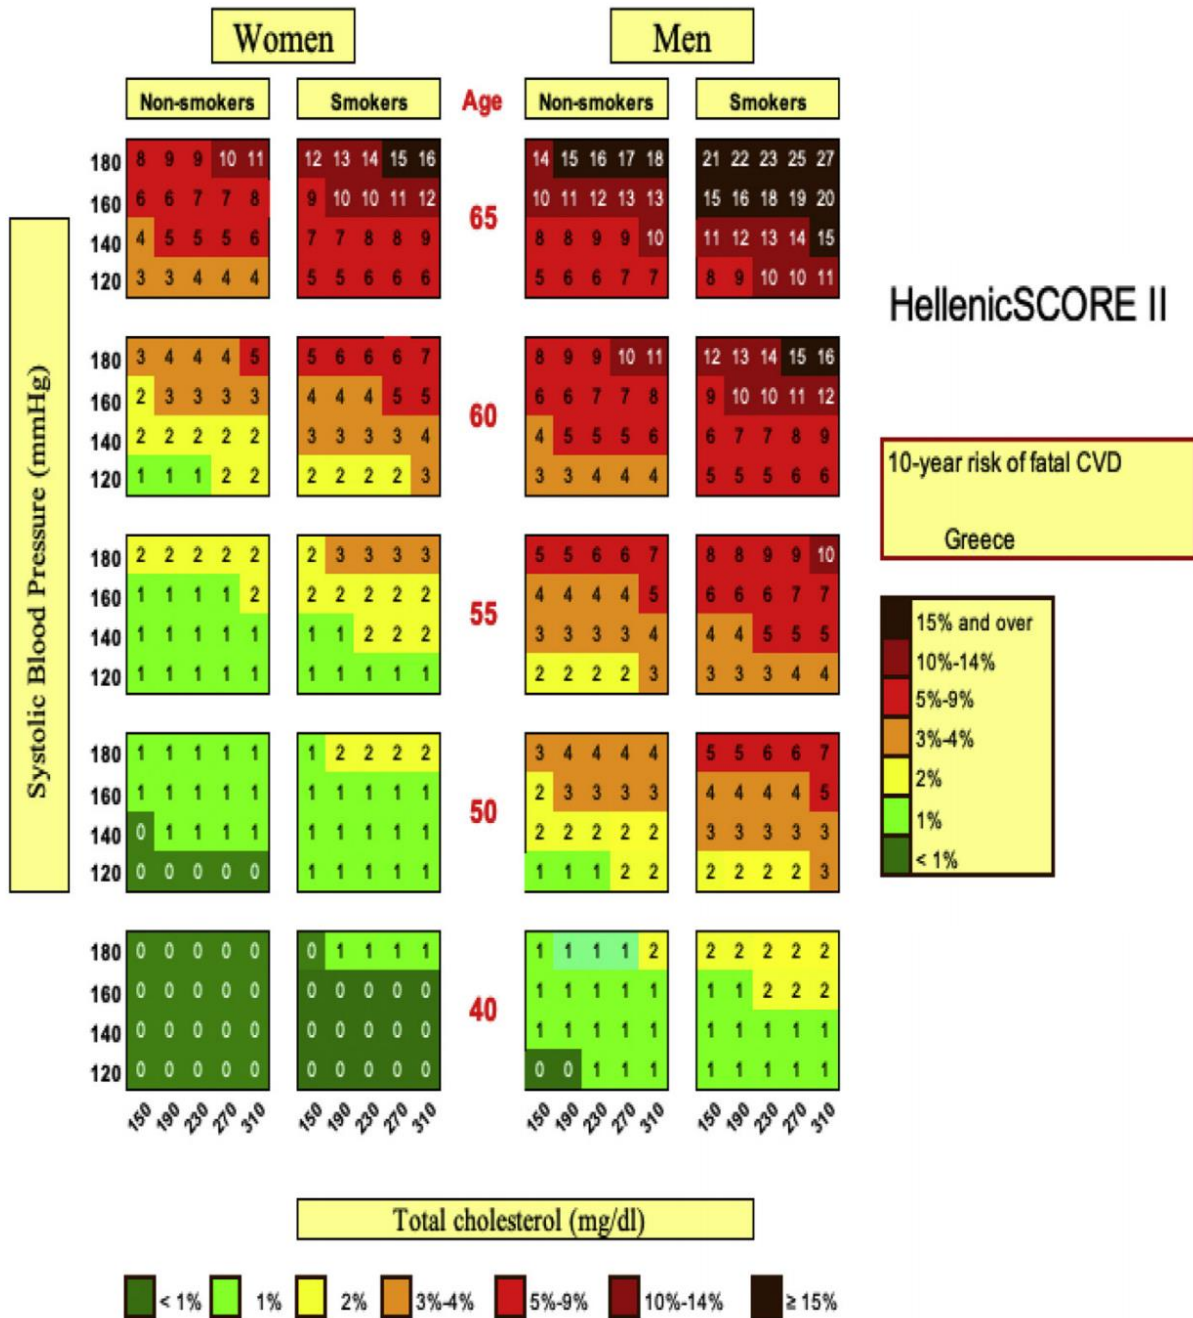 Women Men
Non-smokers Smokers Age Non-smokers Smokers
180 8 9 9 10 11 12 13 14 15 16 14 15 16 17 18 21 22 23 25 27
160 6 6 7 7 8 9 10 10 11 12 10 11 12 13 13 15 16 18 19 20
65
140 4 5 5 5 6 7 7 8 8 9 8 8 9 9 10 11 12 13 14 15
120 3 3 4 4 4 5 5 6 6 6 5 6 6 7 7 8 9 10 10 11
HellenicSCORE II
180 3 4 4 4 5 5 6 6 6 7 8 9 9 10 11 12 13 14 15 16
160 2 3 3 3 3 4 4 4 5 5 6 6 7 7 8 9 10 10 11 12
60
140 2 2 2 2 2 3 3 3 3 4 4 5 5 5 6 6 7 7 8 9
120 1 1 1 2 2 2 2 2 2 3 3 3 4 4 4 5 5 5 6 6
10-year risk of fatal CVD
Greece
180 2 2 2 2 2 2 3 3 3 3 5 5 6 6 7 8 8 9 9 10
160 1 1 1 1 2 2 2 2 2 2 4 4 4 4 5 6 6 6 7 7
55
140 1 1 1 1 1 1 1 2 2 2 3 3 3 3 4 4 4 5 5 5
120 1 1 1 1 1 1 1 1 1 1 2 2 2 2 3 3 3 3 4 4
15% and over
10%-14%
5%-9%
3%-4%
2%
1%
< 1%
180 1 1 1 1 1 1 2 2 2 2 3 4 4 4 4 5 5 6 6 7
160 1 1 1 1 1 1 1 1 1 1 2 3 3 3 3 4 4 4 4 5
50
140 0 1 1 1 1 1 1 1 1 1 2 2 2 2 2 3 3 3 3 3
120 0 0 0 0 0 1 1 1 1 1 1 1 1 2 2 2 2 2 2 3
180 0 0 0 0 0 0 1 1 1 1 1 1 1 1 2 2 2 2 2 2
160 0 0 0 0 0 0 0 0 0 0 1 1 1 1 1 1 1 2 2 2
40
140 0 0 0 0 0 0 0 0 0 0 1 1 1 1 1 1 1 1 1 1
120 0 0 0 0 0 0 0 0 0 0 0 0 1 1 1 1 1 1 1 1
150 190 230 270 310 150 190 230 270 310 150 190 230 270 310 150 190 230 270 310
Systolic Blood Pressure (mmHg)
Total cholesterol (mg/dl)
< 1% 1% 2% 3%-4% 5%-9% 10%-14% ≥ 15%